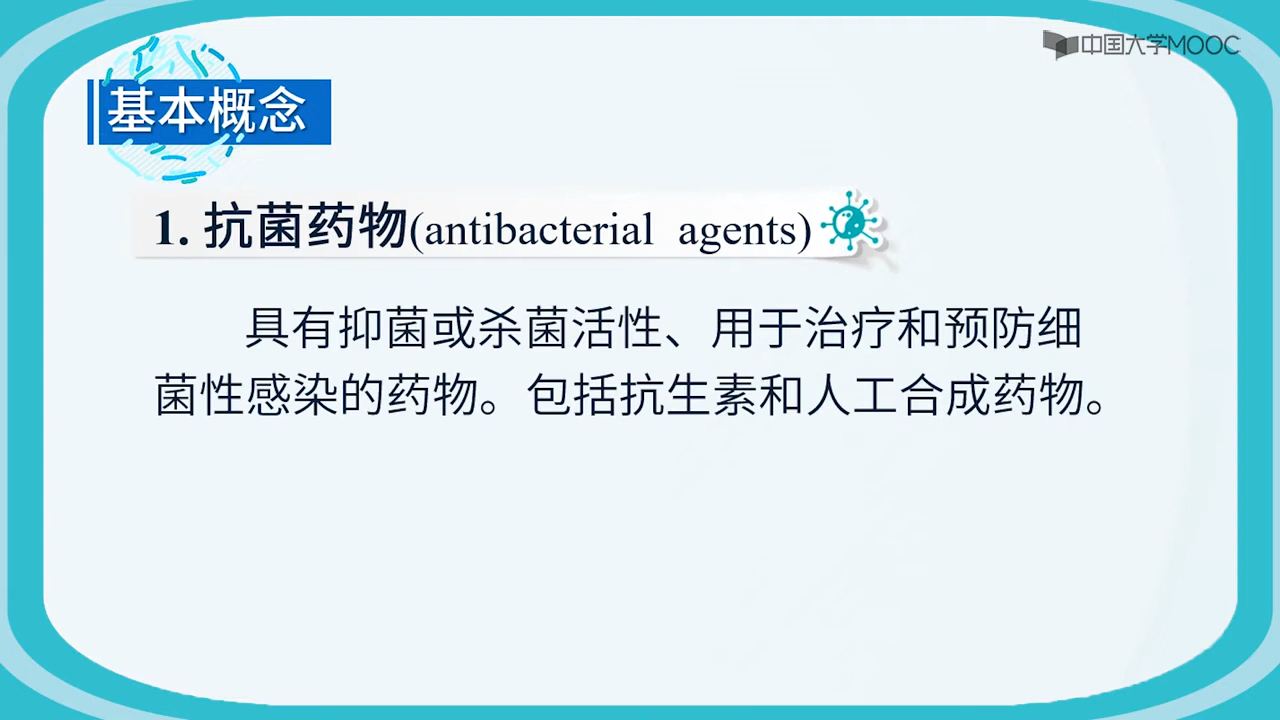 中国大学MOOC
基本概念
1. 抗菌药物(antibacterial agents)
具有抑菌或杀菌活性、用于治疗和预防细
菌性感染的药物。包括抗生素和人工合成药物。